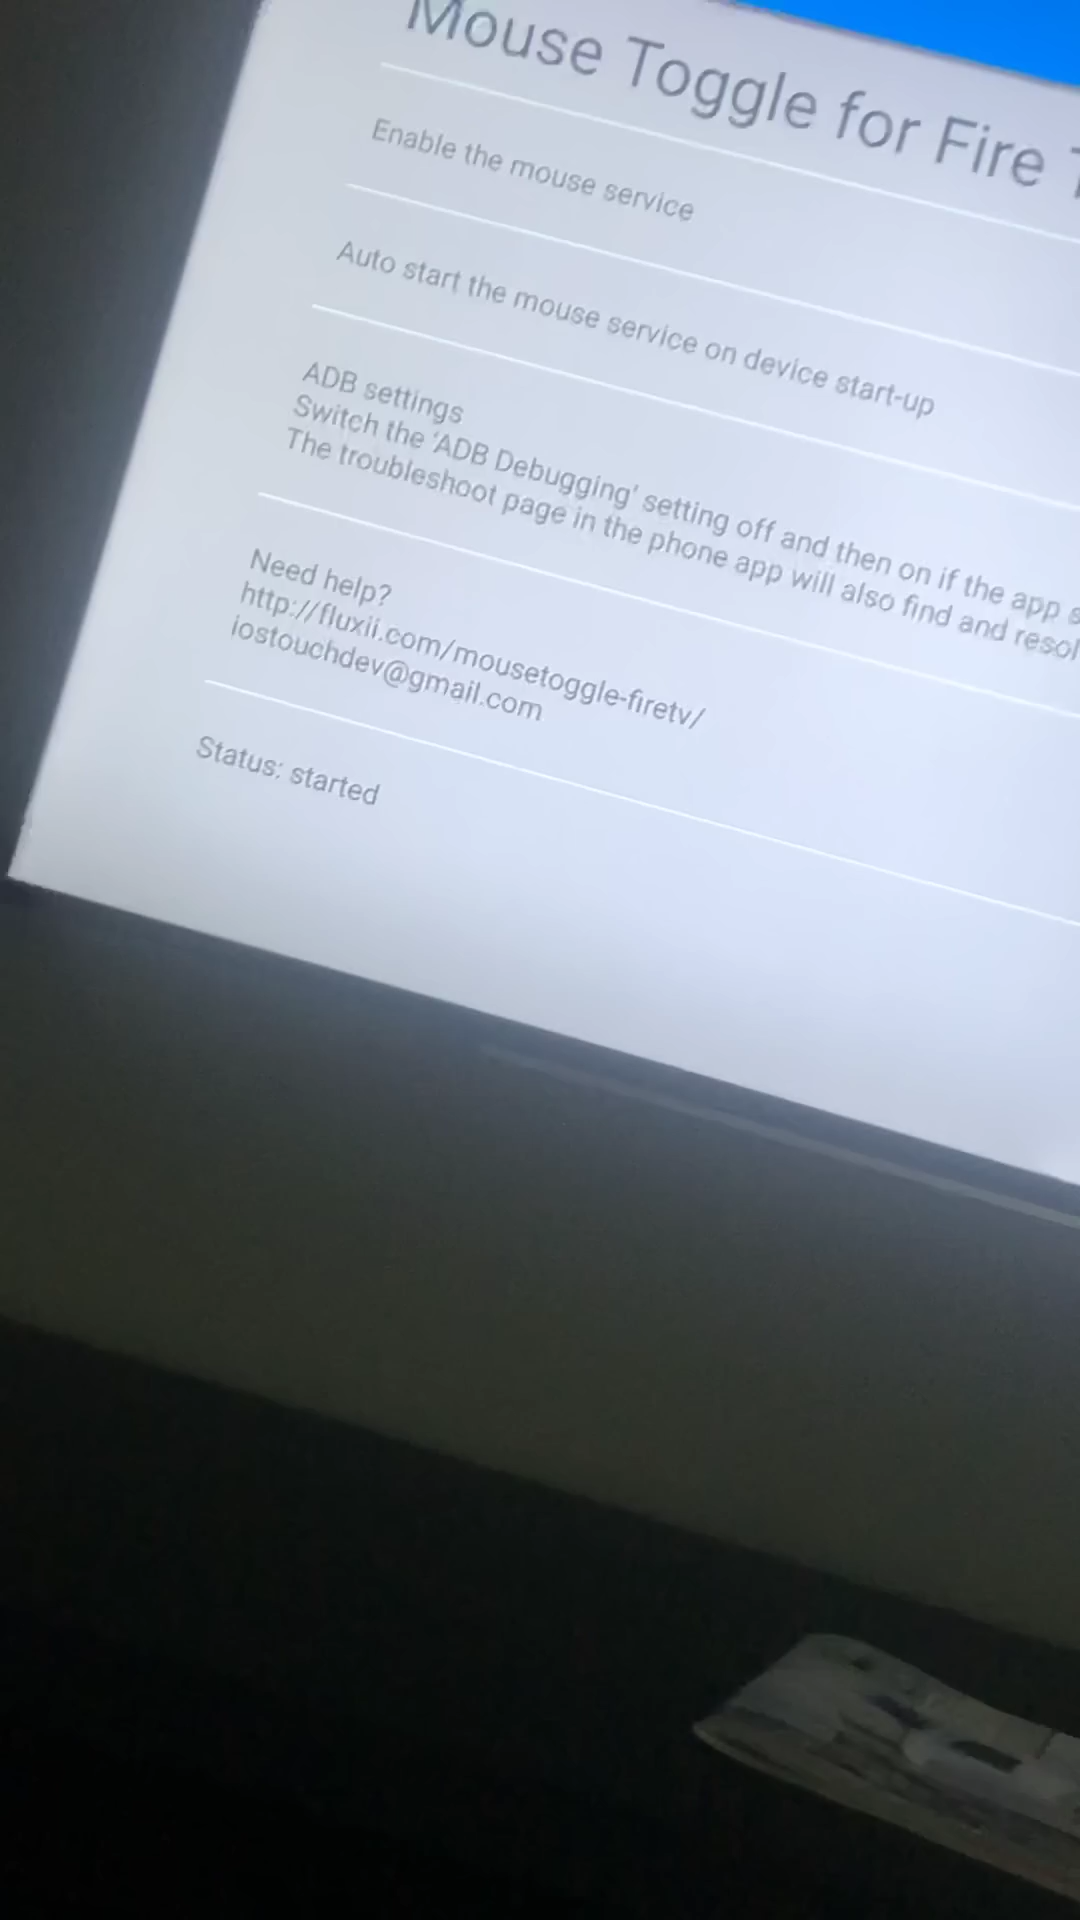 Mouse Toggle for Fire
Enable the mouse service
Auto start the mouse service on device start-up
ADB settings
Switch the 'ADB Debugging' setting off and then on if the app
The troubleshoot page in the phone app will also find and
Need help?
http://fluxii.com/mousetoggle-firetv/
iostouchdev@gmail.com
Status: started